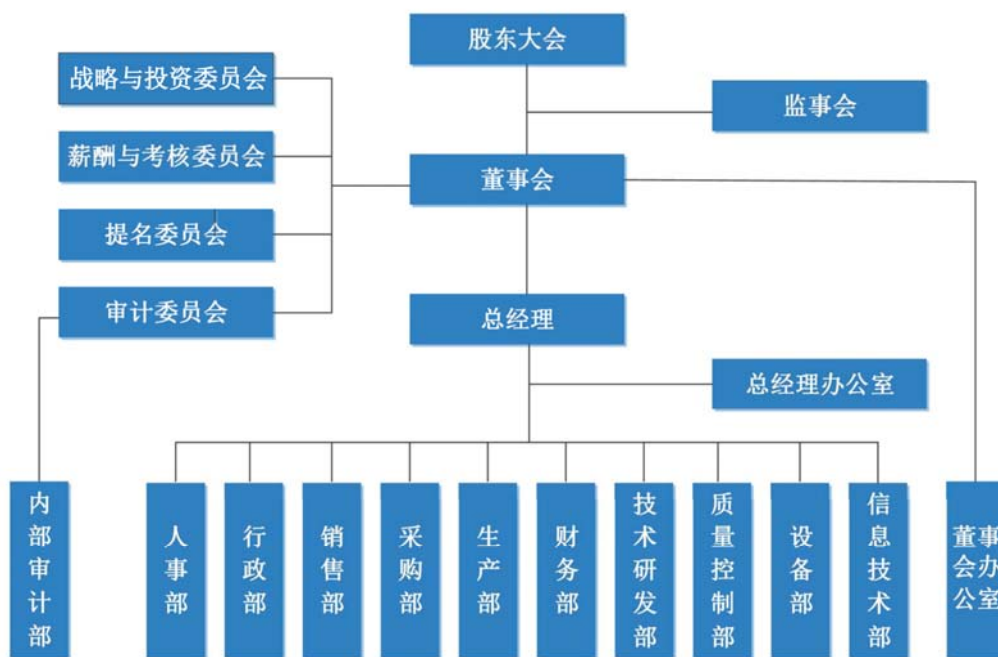 股东大会
战略与投资委员会
监事会
薪酬与考核委员会
董事会
提名委员会
审计委员会
总经理
总经理办公室
内部审计部
人事部
行政部
销售部
采购部
生产部
财务部
技术研发部
质量控制部
设备部
信息技术部
董事
会办
公室